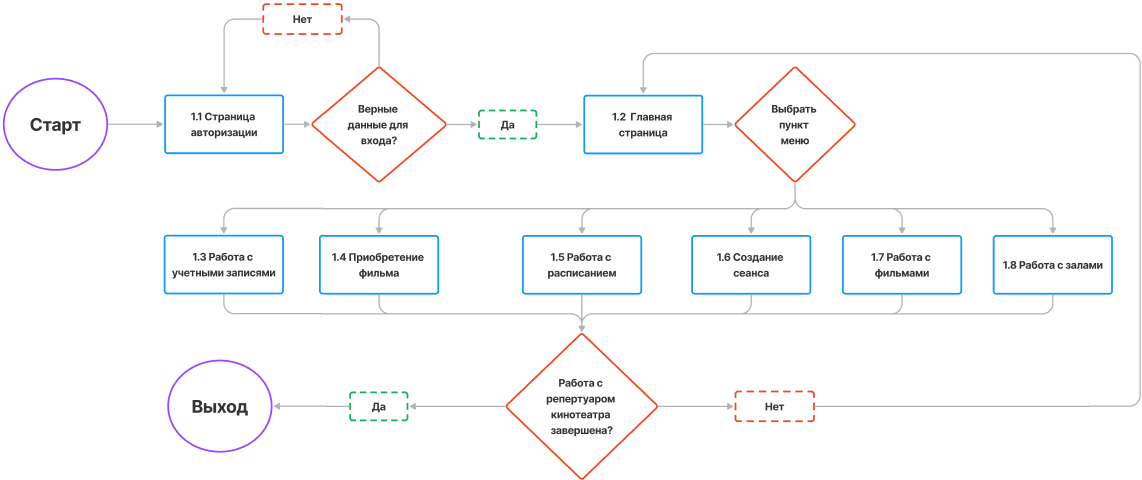 Нет
Старт
1.1 Страница
авторизации
Верные
данные для
входа?
Да
1.2 Главная
страница
Выбрать
пункт
меню
1.3 Работа с
учетными записями
1.4 Приобретение
фильма
1.5 Работа с
расписанием
1.6 Создание
сеанса
1.7 Работа с
фильмами
1.8 Работа с залами
Выход
Да
Работа с
репертуаром
кинотеатра
завершена?
Нет